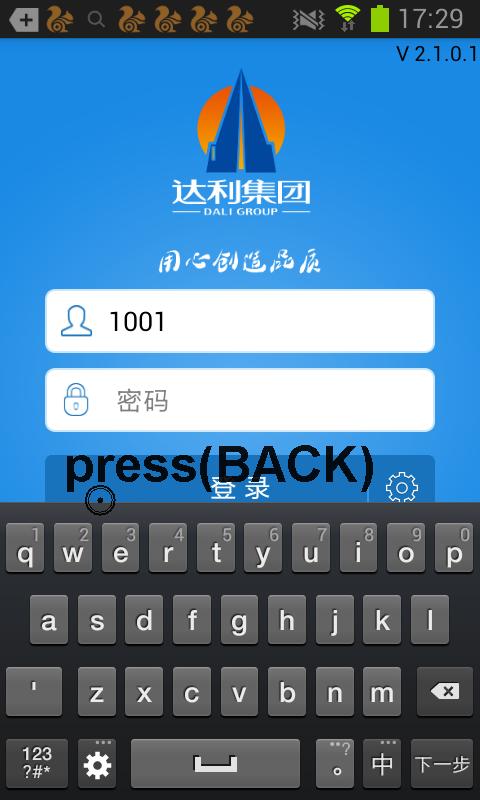 17:29
V 2.1.0.1
达利集团
DALI GROUP
用心创造品质
1001
密码
press(BACK)
登录
1 2 3 4 5 6 7 8 9 0
q w e r t y u i o p
a s d f g h j k l
' z x c v b n m
123 ?#* ... 。 ''? 中 ... 下一步